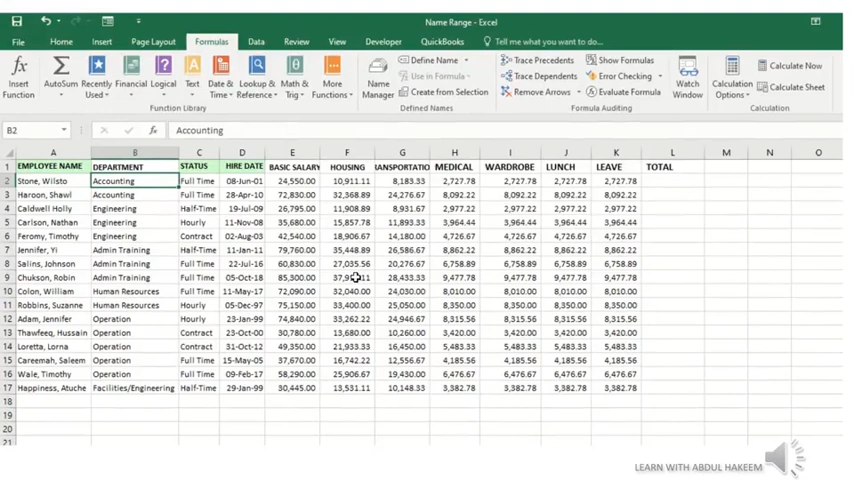 Name Range - Excel
File Home Insert Page Layout Formulas Data Review View Developer QuickBooks Tell me what you want to do...
Insert Function
AutoSum
Recently Used
Financial
Logical
Text
Date & Time
Lookup & Reference
Math & Trig
More Functions
Function Library
Name Manager
Define Name
Use in Formula
Create from Selection
Defined Names
Trace Precedents
Trace Dependents
Remove Arrows
Show Formulas
Error Checking
Evaluate Formula
Formula Auditing
Watch Window
Calculation Options
Calculate Now
Calculate Sheet
Calculation
B2 fx Accounting
A B C D E F G H I J K L M N O
1 EMPLOYEE NAME DEPARTMENT STATUS HIRE DATE BASIC SALARY HOUSING ANSPORTATIO MEDICAL WARDROBE LUNCH LEAVE TOTAL
2 Stone, Wilsto Accounting Full Time 08-Jun-01 24,550.00 10,911.11 8,183.33 2,727.78 2,727.78 2,727.78 2,727.78
3 Haroon, Shawl Accounting Full Time 28-Apr-10 72,830.00 32,368.89 24,276.67 8,092.22 8,092.22 8,092.22 8,092.22
4 Caldwell Holly Engineering Full Time 19-Jul-09 26,795.00 11,908.89 8,931.67 2,977.22 2,977.22 2,977.22 2,977.22
5 Carlson, Nathan Engineering Hourly 11-Nov-08 35,680.00 15,857.78 11,893.33 3,964.44 3,964.44 3,964.44 3,964.44
6 Feromy, Timothy Engineering Contract 02-Aug-03 42,540.00 18,906.67 14,180.00 4,726.67 4,726.67 4,726.67 4,726.67
7 Jennifer, Yi Admin Training Half-Time 11-Jan-11 79,760.00 35,448.89 26,586.67 8,862.22 8,862.22 8,862.22 8,862.22
8 Salins, Johnson Admin Training Full Time 28-Jul-16 60,830.00 27,035.56 20,276.67 6,758.89 6,758.89 6,758.89 6,758.89
9 Chukson, Robin Admin Training Full Time 05-Oct-18 85,300.00 28,433.33 9,477.78 9,477.78 9,477.78 9,477.78
10 Colon, William Human Resources Full Time 11-May-17 72,090.00 32,040.00 24,030.00 8,010.00 8,010.00 8,010.00 8,010.00
11 Robbins, Suzanne Human Resources Hourly 05-Dec-97 75,150.00 33,400.00 25,050.00 8,350.00 8,350.00 8,350.00 8,350.00
12 Adam, Jennifer Operation Hourly 23-Jan-99 74,840.00 33,262.22 24,946.67 8,315.56 8,315.56 8,315.56 8,315.56
13 Thawfeeq, Hussain Operation Contract 23-Oct-00 30,780.00 13,680.00 10,260.00 3,420.00 3,420.00 3,420.00 3,420.00
14 Loretta, Lorna Operation Contract 31-Oct-12 49,350.00 21,933.33 16,450.00 5,483.33 5,483.33 5,483.33 5,483.33
15 Careemah, Saleem Operation Full Time 15-May-05 37,670.00 16,742.22 12,556.67 4,185.56 4,185.56 4,185.56 4,185.56
16 Wale, Timothy Operation Full Time 09-Feb-17 58,290.00 25,906.67 19,430.00 6,476.67 6,476.67 6,476.67 6,476.67
17 Happiness, Atuche Facilities/Engineering Half-Time 29-Jan-99 30,445.00 13,531.11 10,148.33 3,382.78 3,382.78 3,382.78 3,382.78
18
19
20
21
LEARN WITH ABDUL HAKEEM